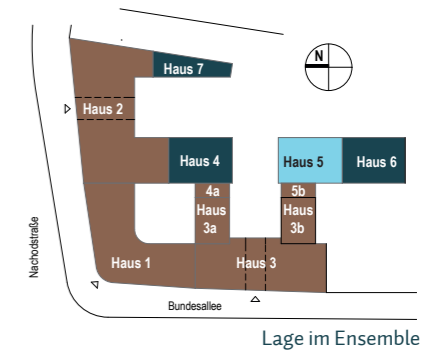 N
Haus 7
Haus 2
Haus 4
Haus 5
Haus 6
4a
Haus
3a
5b
Haus
3b
Haus 1
Haus 3
Nachodstraße
Bundesallee
Lage im Ensemble